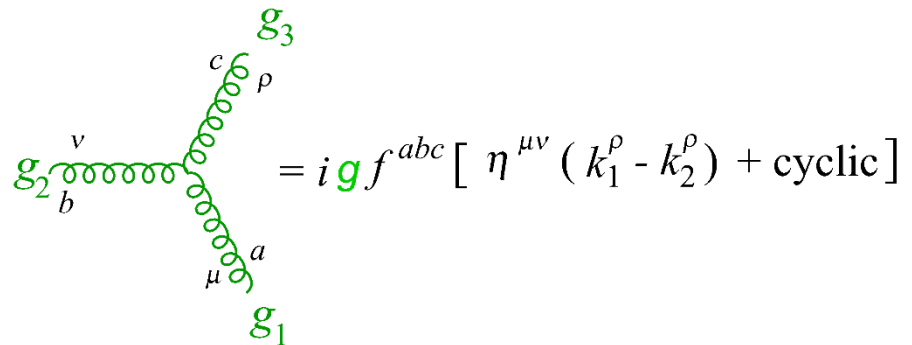 g₃
c
ρ
ν
g₂
b
= i g f^{abc} [ η^{μν} ( k₁^ρ - k₂^ρ ) + cyclic ]
a
μ
g₁